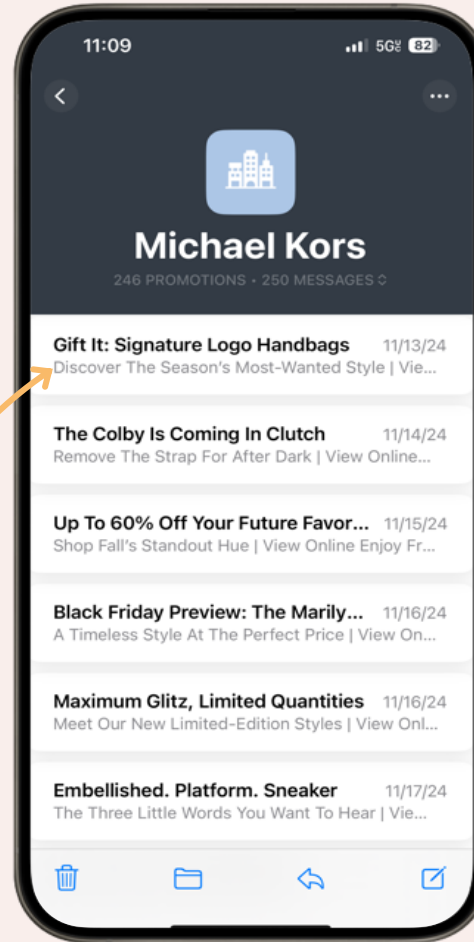 11:09 5G 82
Michael Kors
246 PROMOTIONS • 250 MESSAGES
Gift It: Signature Logo Handbags 11/13/24
Discover The Season's Most-Wanted Style | Vie...
The Colby Is Coming In Clutch 11/14/24
Remove The Strap For After Dark | View Online...
Up To 60% Off Your Future Favor... 11/15/24
Shop Fall's Standout Hue | View Online Enjoy Fr...
Black Friday Preview: The Marily... 11/16/24
A Timeless Style At The Perfect Price | View On...
Maximum Glitz, Limited Quantities 11/16/24
Meet Our New Limited-Edition Styles | View Onl...
Embellished. Platform. Sneaker 11/17/24
The Three Little Words You Want To Hear | Vie...